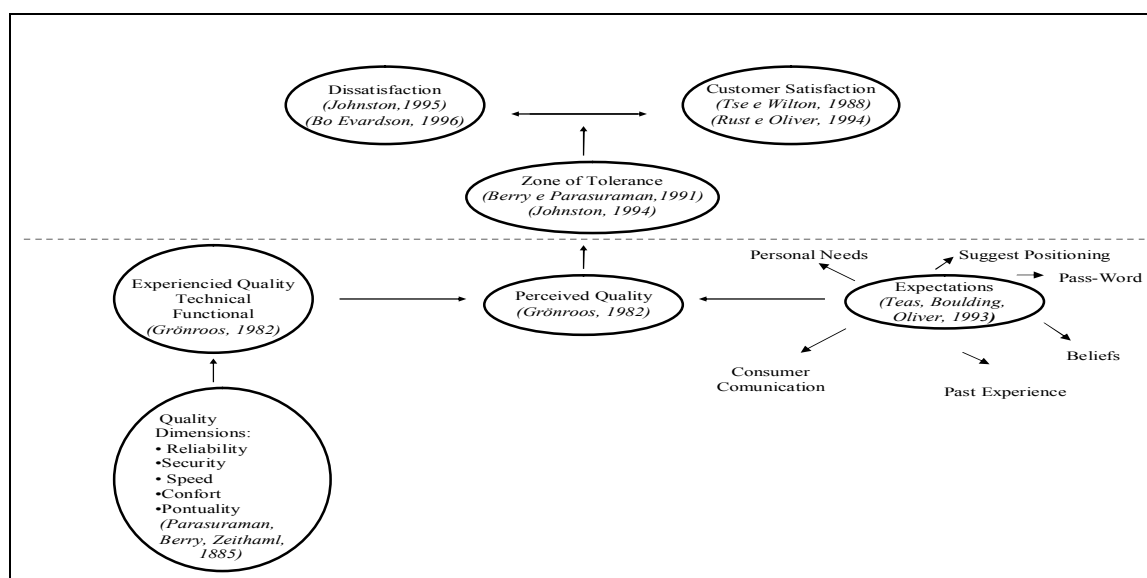 Dissatisfaction
(Johnston,1995)
(Bo Evardson, 1996)
Customer Satisfaction
(Tse e Wilton, 1988)
Rust e Oliver, 1994)
Zone of Tolerance
(Berry e Parasuraman,1991)
(Johnston, 1994)
Experiencied Quality
Technical
Functional
(Grönroos, 1982)
Perceived Quality
(Grönroos, 1982)
Personal Needs
Suggest Positioning
Pass-Word
Expectations
(Teas, Boulding,
Oliver, 1993)
Beliefs
Consumer
Comunication
Past Experience
Quality
Dimensions:
• Reliability
•Security
• Speed
•Confort
•Pontuality
(Parasuraman,
Berry, Zeithaml,
1885)